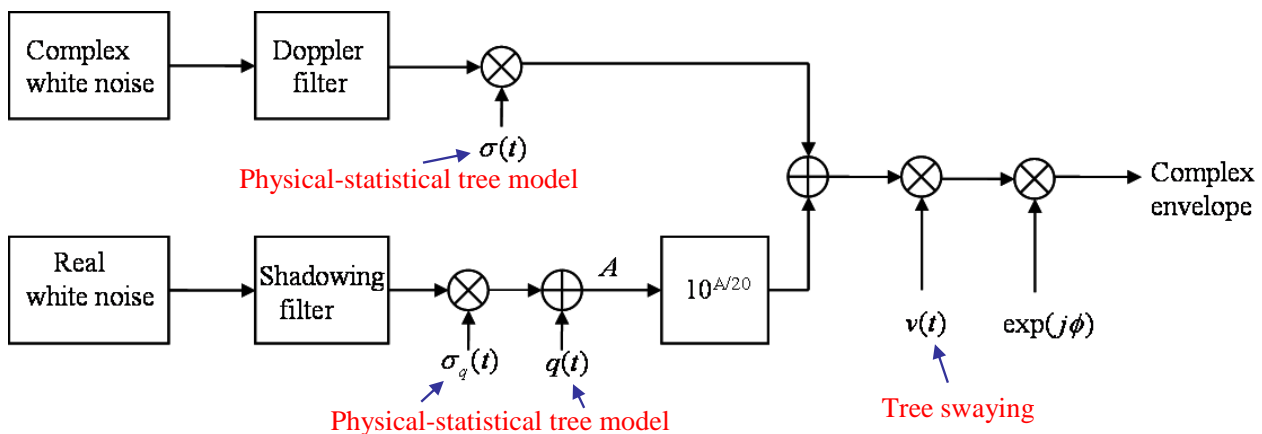 Complex
white noise
Doppler
filter
σ(t)
Physical-statistical tree model
Complex
envelope
Real
white noise
Shadowing
filter
A
10^{A/20}
σ_q(t)
q(t)
Physical-statistical tree model
v(t)
exp(jϕ)
Tree swaying